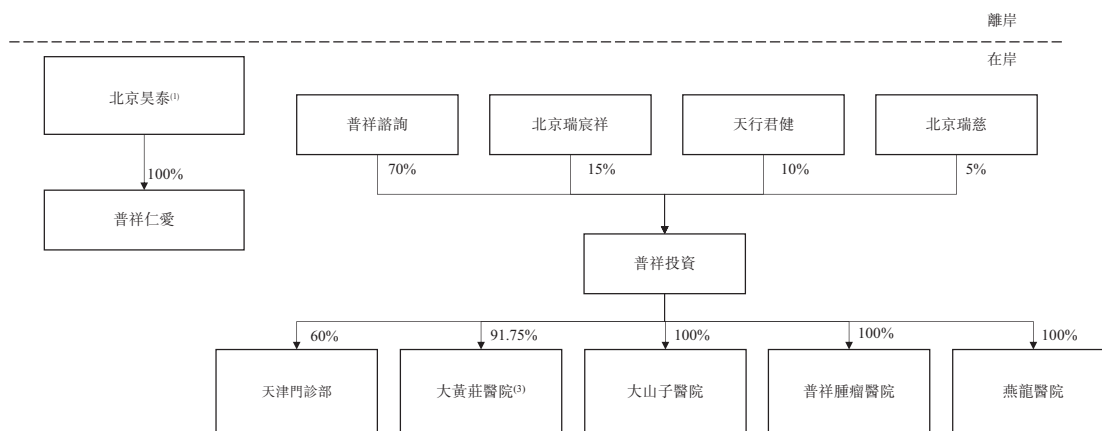 離岸
在岸
北京昊泰(1)
普祥諮詢
北京瑞宸祥
天行君健
北京瑞慈
100%
70%
15%
10%
5%
普祥仁愛
普祥投資
60%
91.75%
100%
100%
100%
天津門診部
大黃莊醫院(3)
大山子醫院
普祥腫瘤醫院
燕龍醫院